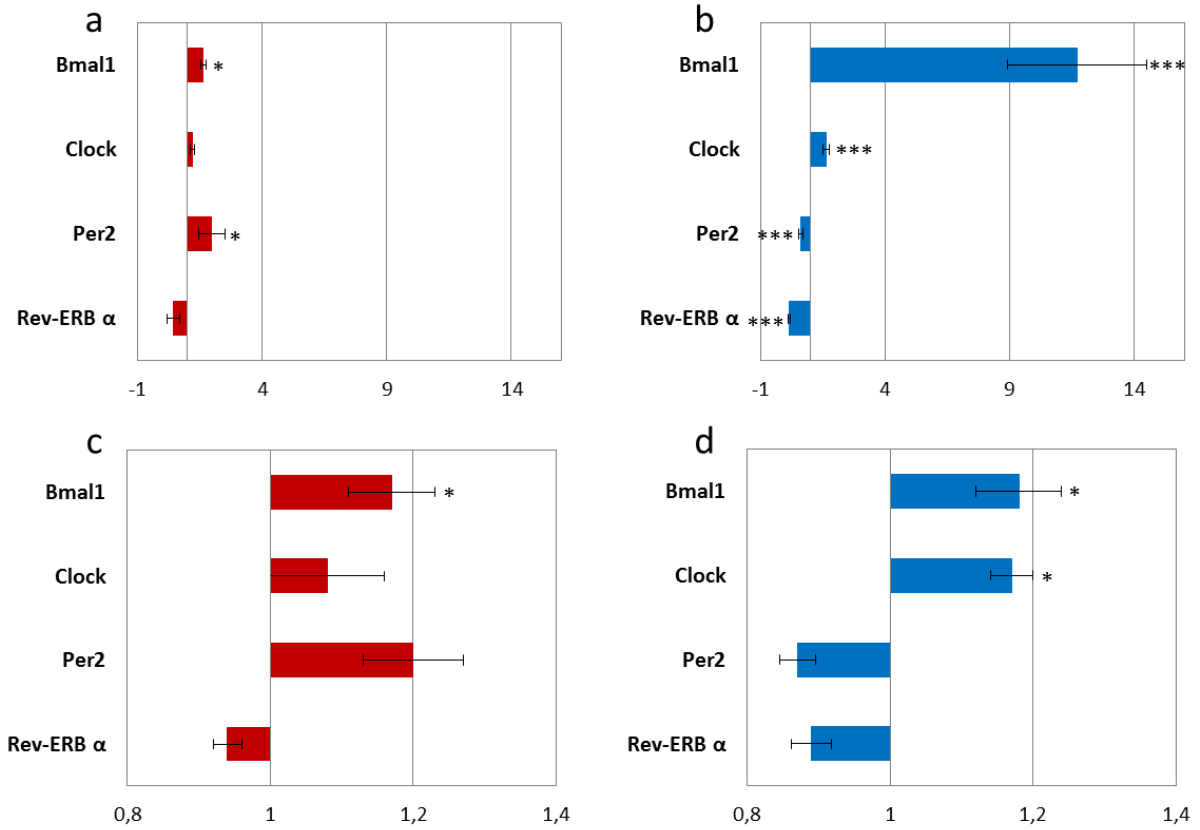 a
Bmal1 *
Clock
Per2 *
Rev-ERB α
-1 4 9 14
b
Bmal1 ***
Clock ***
Per2 ***
Rev-ERB α ***
-1 4 9 14
c
Bmal1 *
Clock
Per2
Rev-ERB α
0,8 1 1,2 1,4
d
Bmal1 *
Clock *
Per2
Rev-ERB α
0,8 1 1,2 1,4